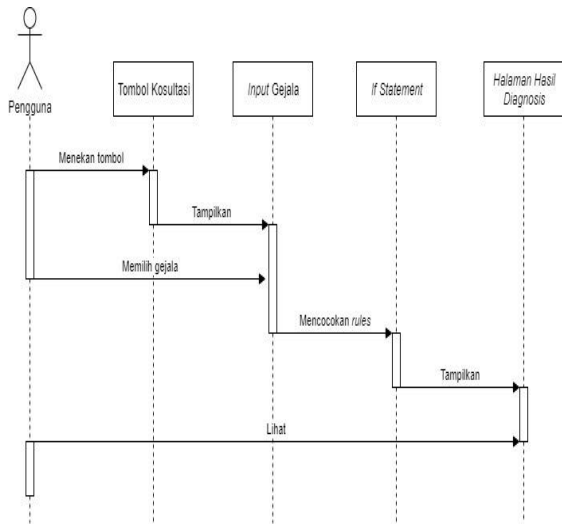 Pengguna
Tombol Kosultasi
Input Gejala
If Statement
Halaman Hasil
Diagnosis
Menekan tombol
Tampilkan
Memilih gejala
Mencocokan rules
Tampilkan
Lihat